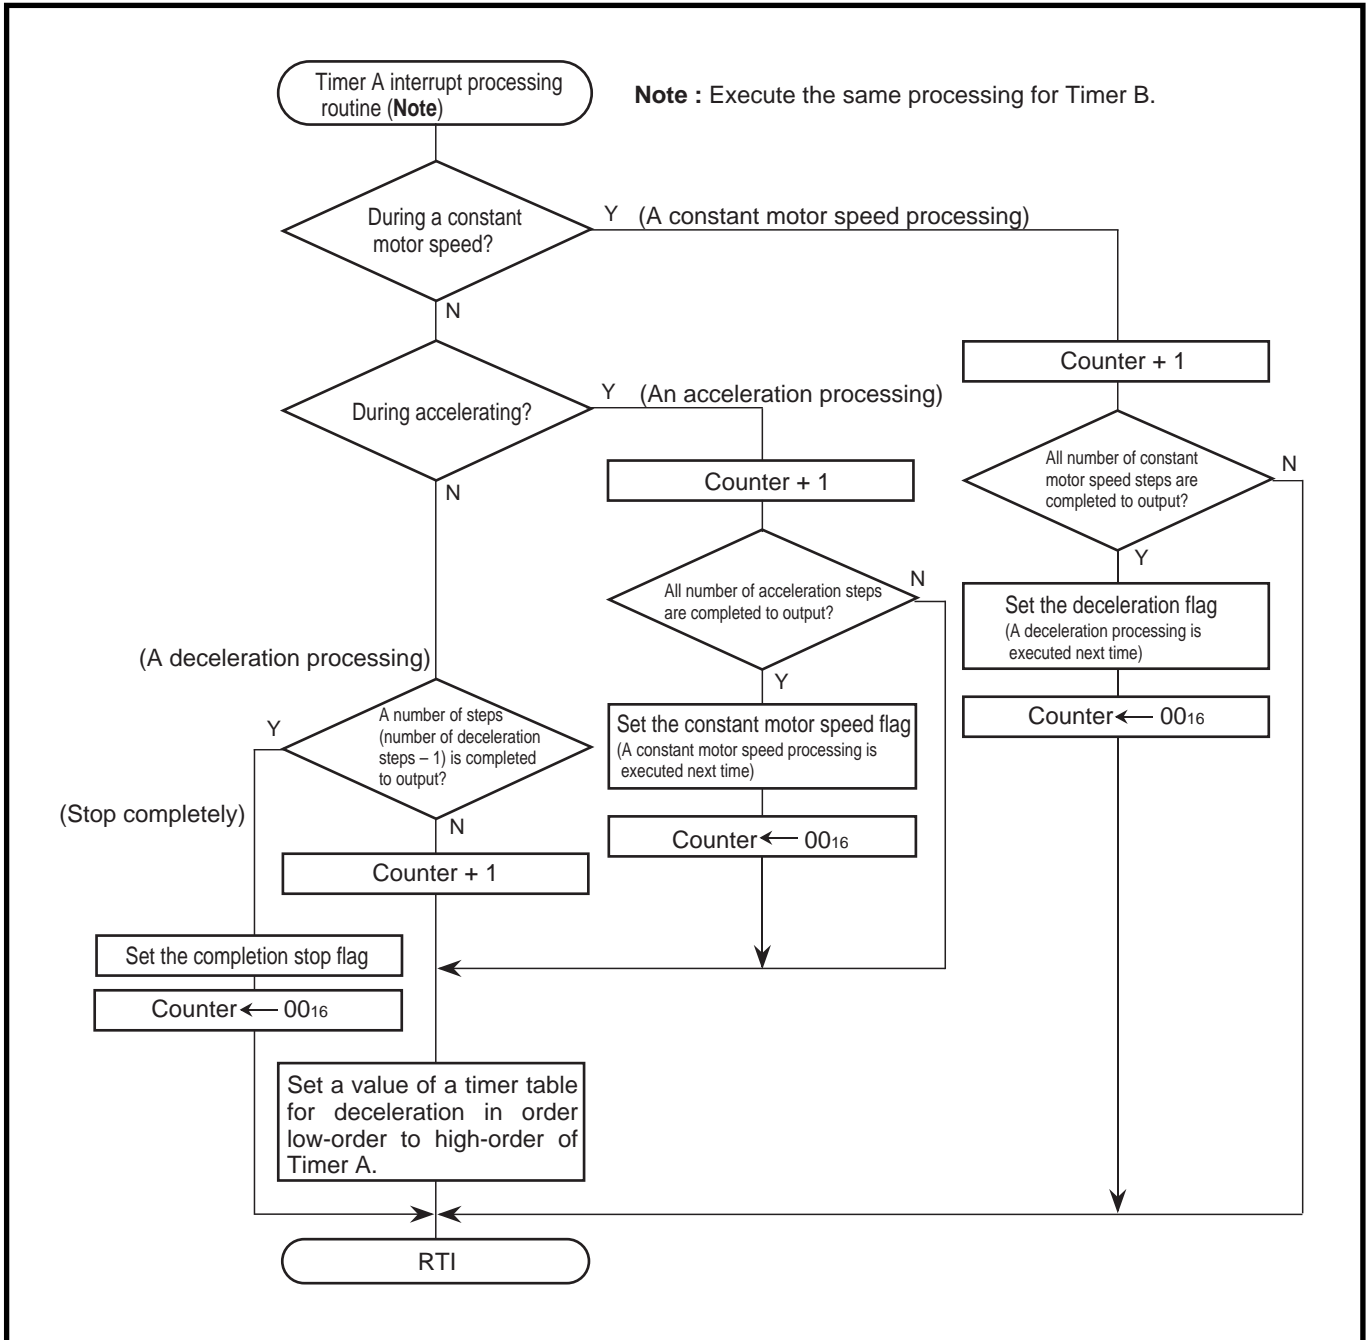 Timer A interrupt processing
routine (Note)
Note : Execute the same processing for Timer B.
During a constant
motor speed?
Y
(A constant motor speed processing)
N
During accelerating?
Y
(An acceleration processing)
N
Counter + 1
All number of constant
motor speed steps are
completed to output?
N
Y
Set the deceleration flag
(A deceleration processing is
executed next time)
Counter ← 0016
Counter + 1
All number of acceleration steps
are completed to output?
N
Y
Set the constant motor speed flag
(A constant motor speed processing is
executed next time)
Counter ← 0016
(A deceleration processing)
A number of steps
(number of deceleration
steps – 1) is completed
to output?
Y
N
(Stop completely)
Counter + 1
Set the completion stop flag
Counter ← 0016
Set a value of a timer table
for deceleration in order
low-order to high-order of
Timer A.
RTI